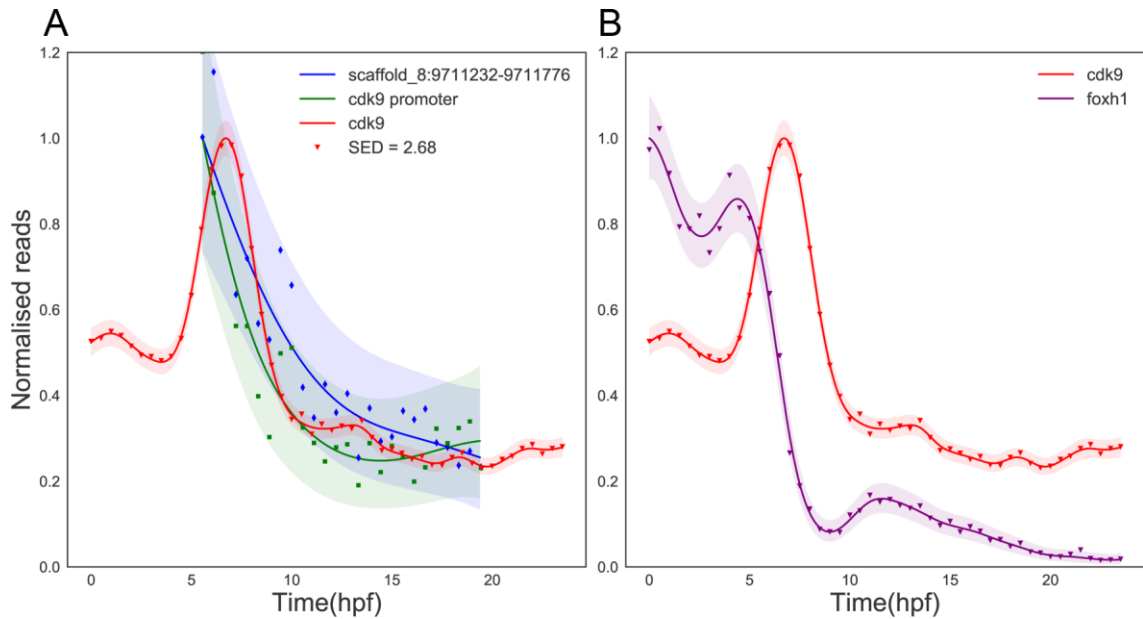 A
B
scaffold_8:9711232-9711776
cdk9 promoter
cdk9
SED = 2.68
cdk9
foxh1
Normalised reads
1.2
1.0
0.8
0.6
0.4
0.2
0.0
0 5 10 15 20
Time(hpf)
1.2
1.0
0.8
0.6
0.4
0.2
0.0
0 5 10 15 20
Time(hpf)